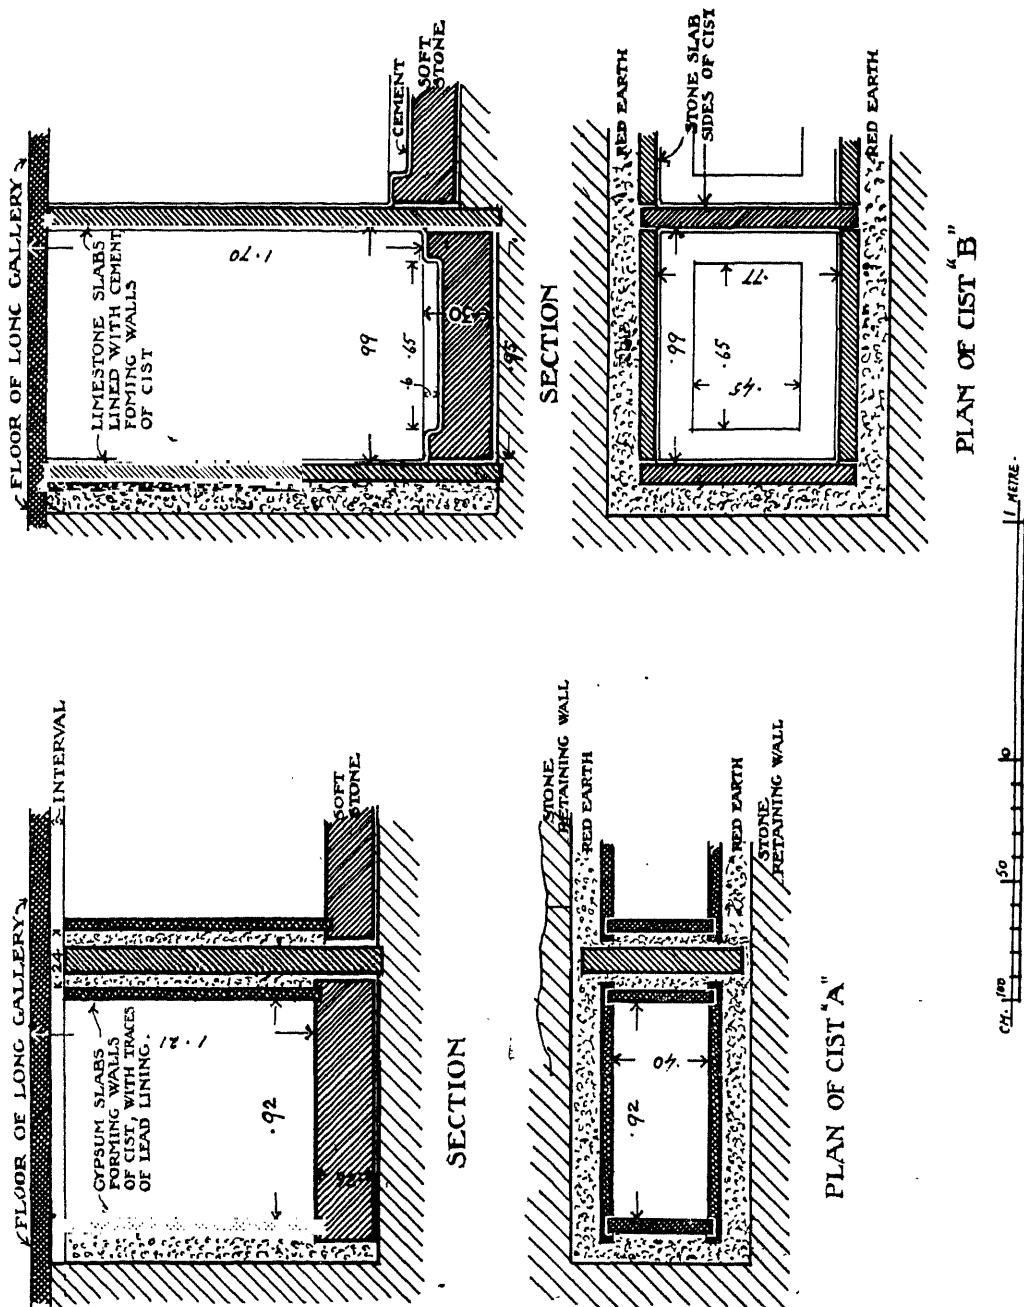 FLOOR OF LONG GALLERY
INTERVAL
GYPSUM SLABS
FORMING WALLS
OF CIST, WITH TRACES
OF LEAD LINING.
.24
1.21
.92
SOFT
STONE
SECTION
STONE
RETAINING WALL
RED EARTH
.92
.40
RED EARTH
STONE
RETAINING WALL
PLAN OF CIST "A"
FLOOR OF LONG GALLERY
LIMESTONE SLABS
LINED WITH CEMENT
FOMING WALLS
OF CIST
1.70
CEMENT
SOFT
STONE
.99
.65
.6
.30
.95
SECTION
RED EARTH
STONE SLAB
SIDES OF CIST
.99
.77
.65
.45
RED EARTH
PLAN OF CIST "B"
CM. 100
50
0
1 METRE.